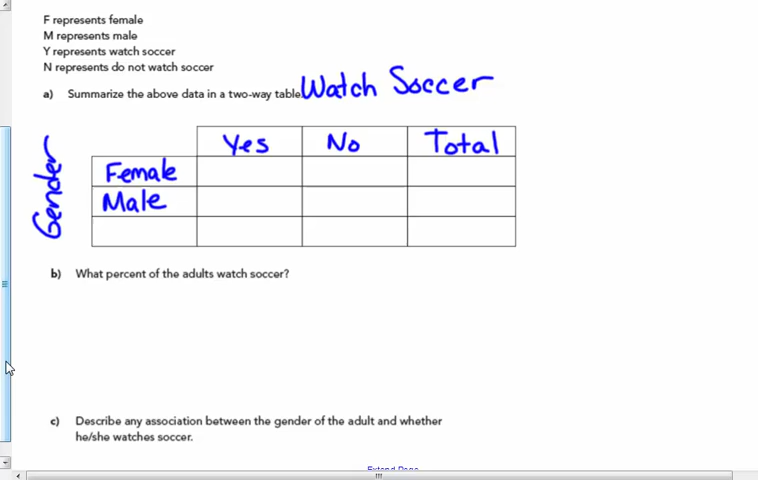 F represents female
M represents male
Y represents watch soccer
N represents do not watch soccer
a) Summarize the above data in a two-way table. Watch Soccer
Yes No Total
Gender
Female
Male
b) What percent of the adults watch soccer?
c) Describe any association between the gender of the adult and whether
he/she watches soccer.
Extend Page